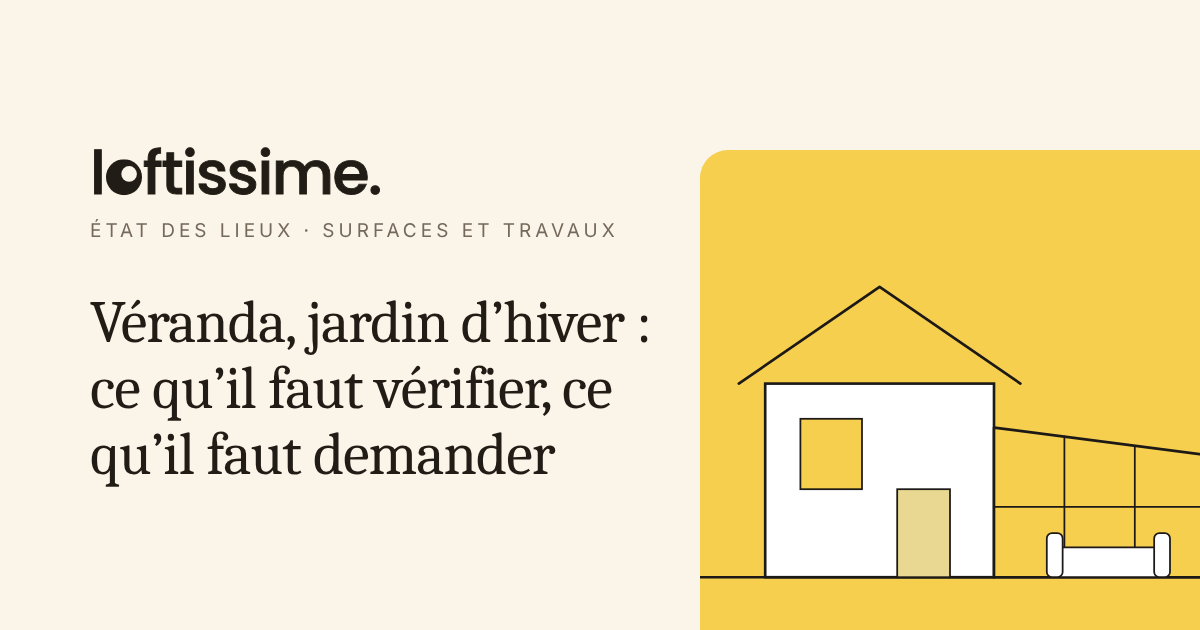 loftissime.
ÉTAT DES LIEUX · SURFACES ET TRAVAUX
Véranda, jardin d’hiver :
ce qu’il faut vérifier, ce
qu’il faut demander